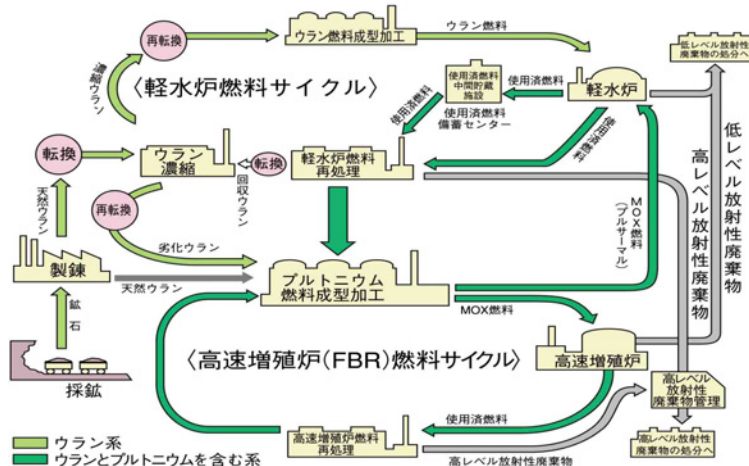 再転換
ウラン燃料成型加工
ウラン燃料
低レベル放射性
廃棄物の処分へ
濃縮ウラン
〈軽水炉燃料サイクル〉
使用済燃料
中間貯蔵
施設
使用済燃料
軽水炉
使用済燃料
使用済燃料
備蓄センター
使用済燃料
転換
ウラン
濃縮
転換
回収ウラン
軽水炉燃料
再処理
天然ウラン
再転換
劣化ウラン
MOX燃料
(プルサーマル)
高レベル放射性廃棄物
低レベル放射性廃棄物
製錬
天然ウラン
プルトニウム
燃料成型加工
MOX燃料
鉱石
採鉱
〈高速増殖炉(FBR)燃料サイクル〉
高速増殖炉
高レベル
放射性
廃棄物管理
使用済燃料
高速増殖炉燃料
再処理
高レベル放射性廃棄物
高レベル放射性
廃棄物の処分へ
ウラン系
ウランとプルトニウムを含む系